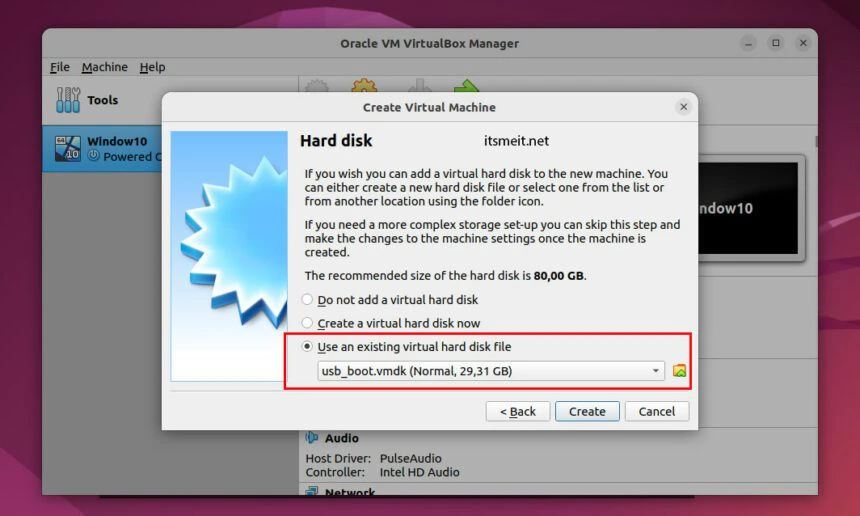 Oracle VM VirtualBox Manager
File Machine Help
Tools
Window10
Powered
64
10
Create Virtual Machine
Hard disk
itsmeit.net
If you wish you can add a virtual hard disk to the new machine. You
can either create a new hard disk file or select one from the list or
from another location using the folder icon.
If you need a more complex storage set-up you can skip this step and
make the changes to the machine settings once the machine is
created.
The recommended size of the hard disk is 80,00 GB.
Do not add a virtual hard disk
Create a virtual hard disk now
Use an existing virtual hard disk file
usb_boot.vmdk (Normal, 29,31 GB)
< Back Create Cancel
ndow10
Audio
Host Driver: PulseAudio
Controller: Intel HD Audio
Network